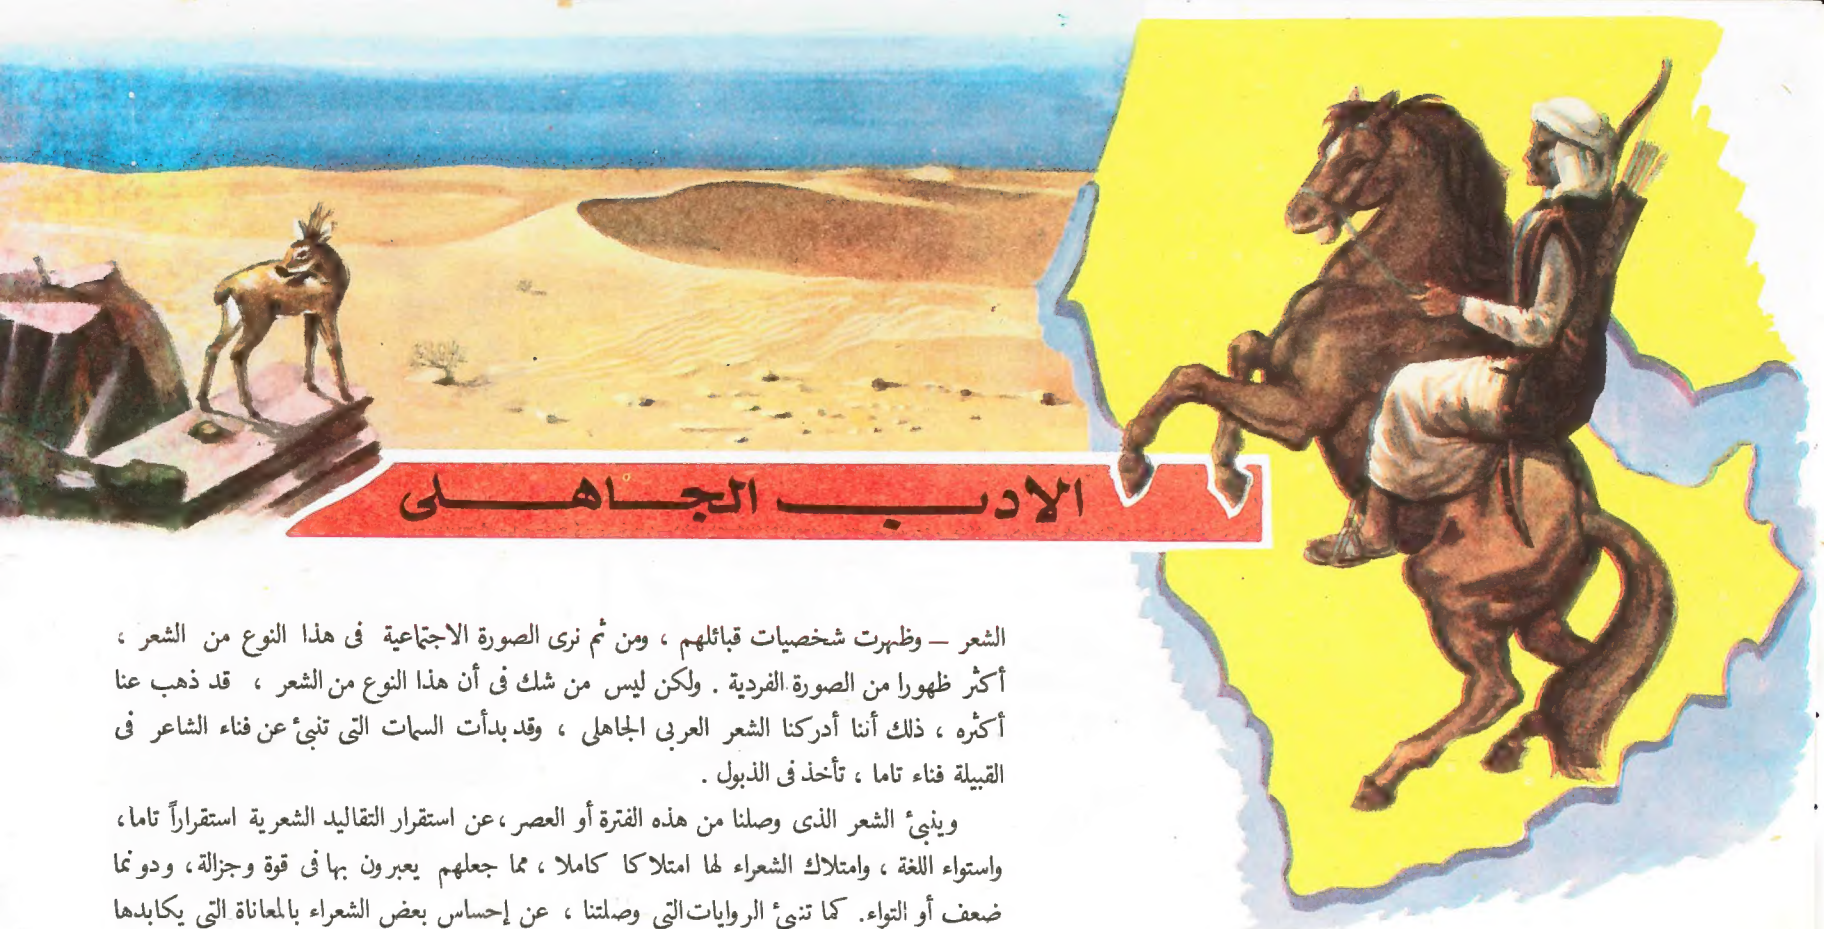 الادب الجاهلى
الشعر — وظهرت شخصيات قبائلهم ، ومن ثم نرى الصورة الاجتماعية فى هذا النوع من الشعر ،
أكثر ظهورا من الصورة الفردية . ولكن ليس من شك فى أن هذا النوع من الشعر ، قد ذهب عنا
أكثره ، ذلك أننا أدركنا الشعر العربى الجاهلى ، وقد بدأت السمات التى تنبئ عن فناء الشاعر فى
القبيلة فناء تاما ، تأخذ فى الذبول .
وينبئ الشعر الذى وصلنا من هذه الفترة أو العصر ، عن استقرار التقاليد الشعرية استقراراً تاما ،
واستواء اللغة ، وامتلاك الشعراء لها امتلاكا كاملا ، مما جعلهم يعبرون بها فى قوة وجزالة ، ودونما
ضعف أو التواء . كما تنبئ الروايات التى وصلتنا ، عن إحساس بعض الشعراء بالمعاناة التى يكابدها